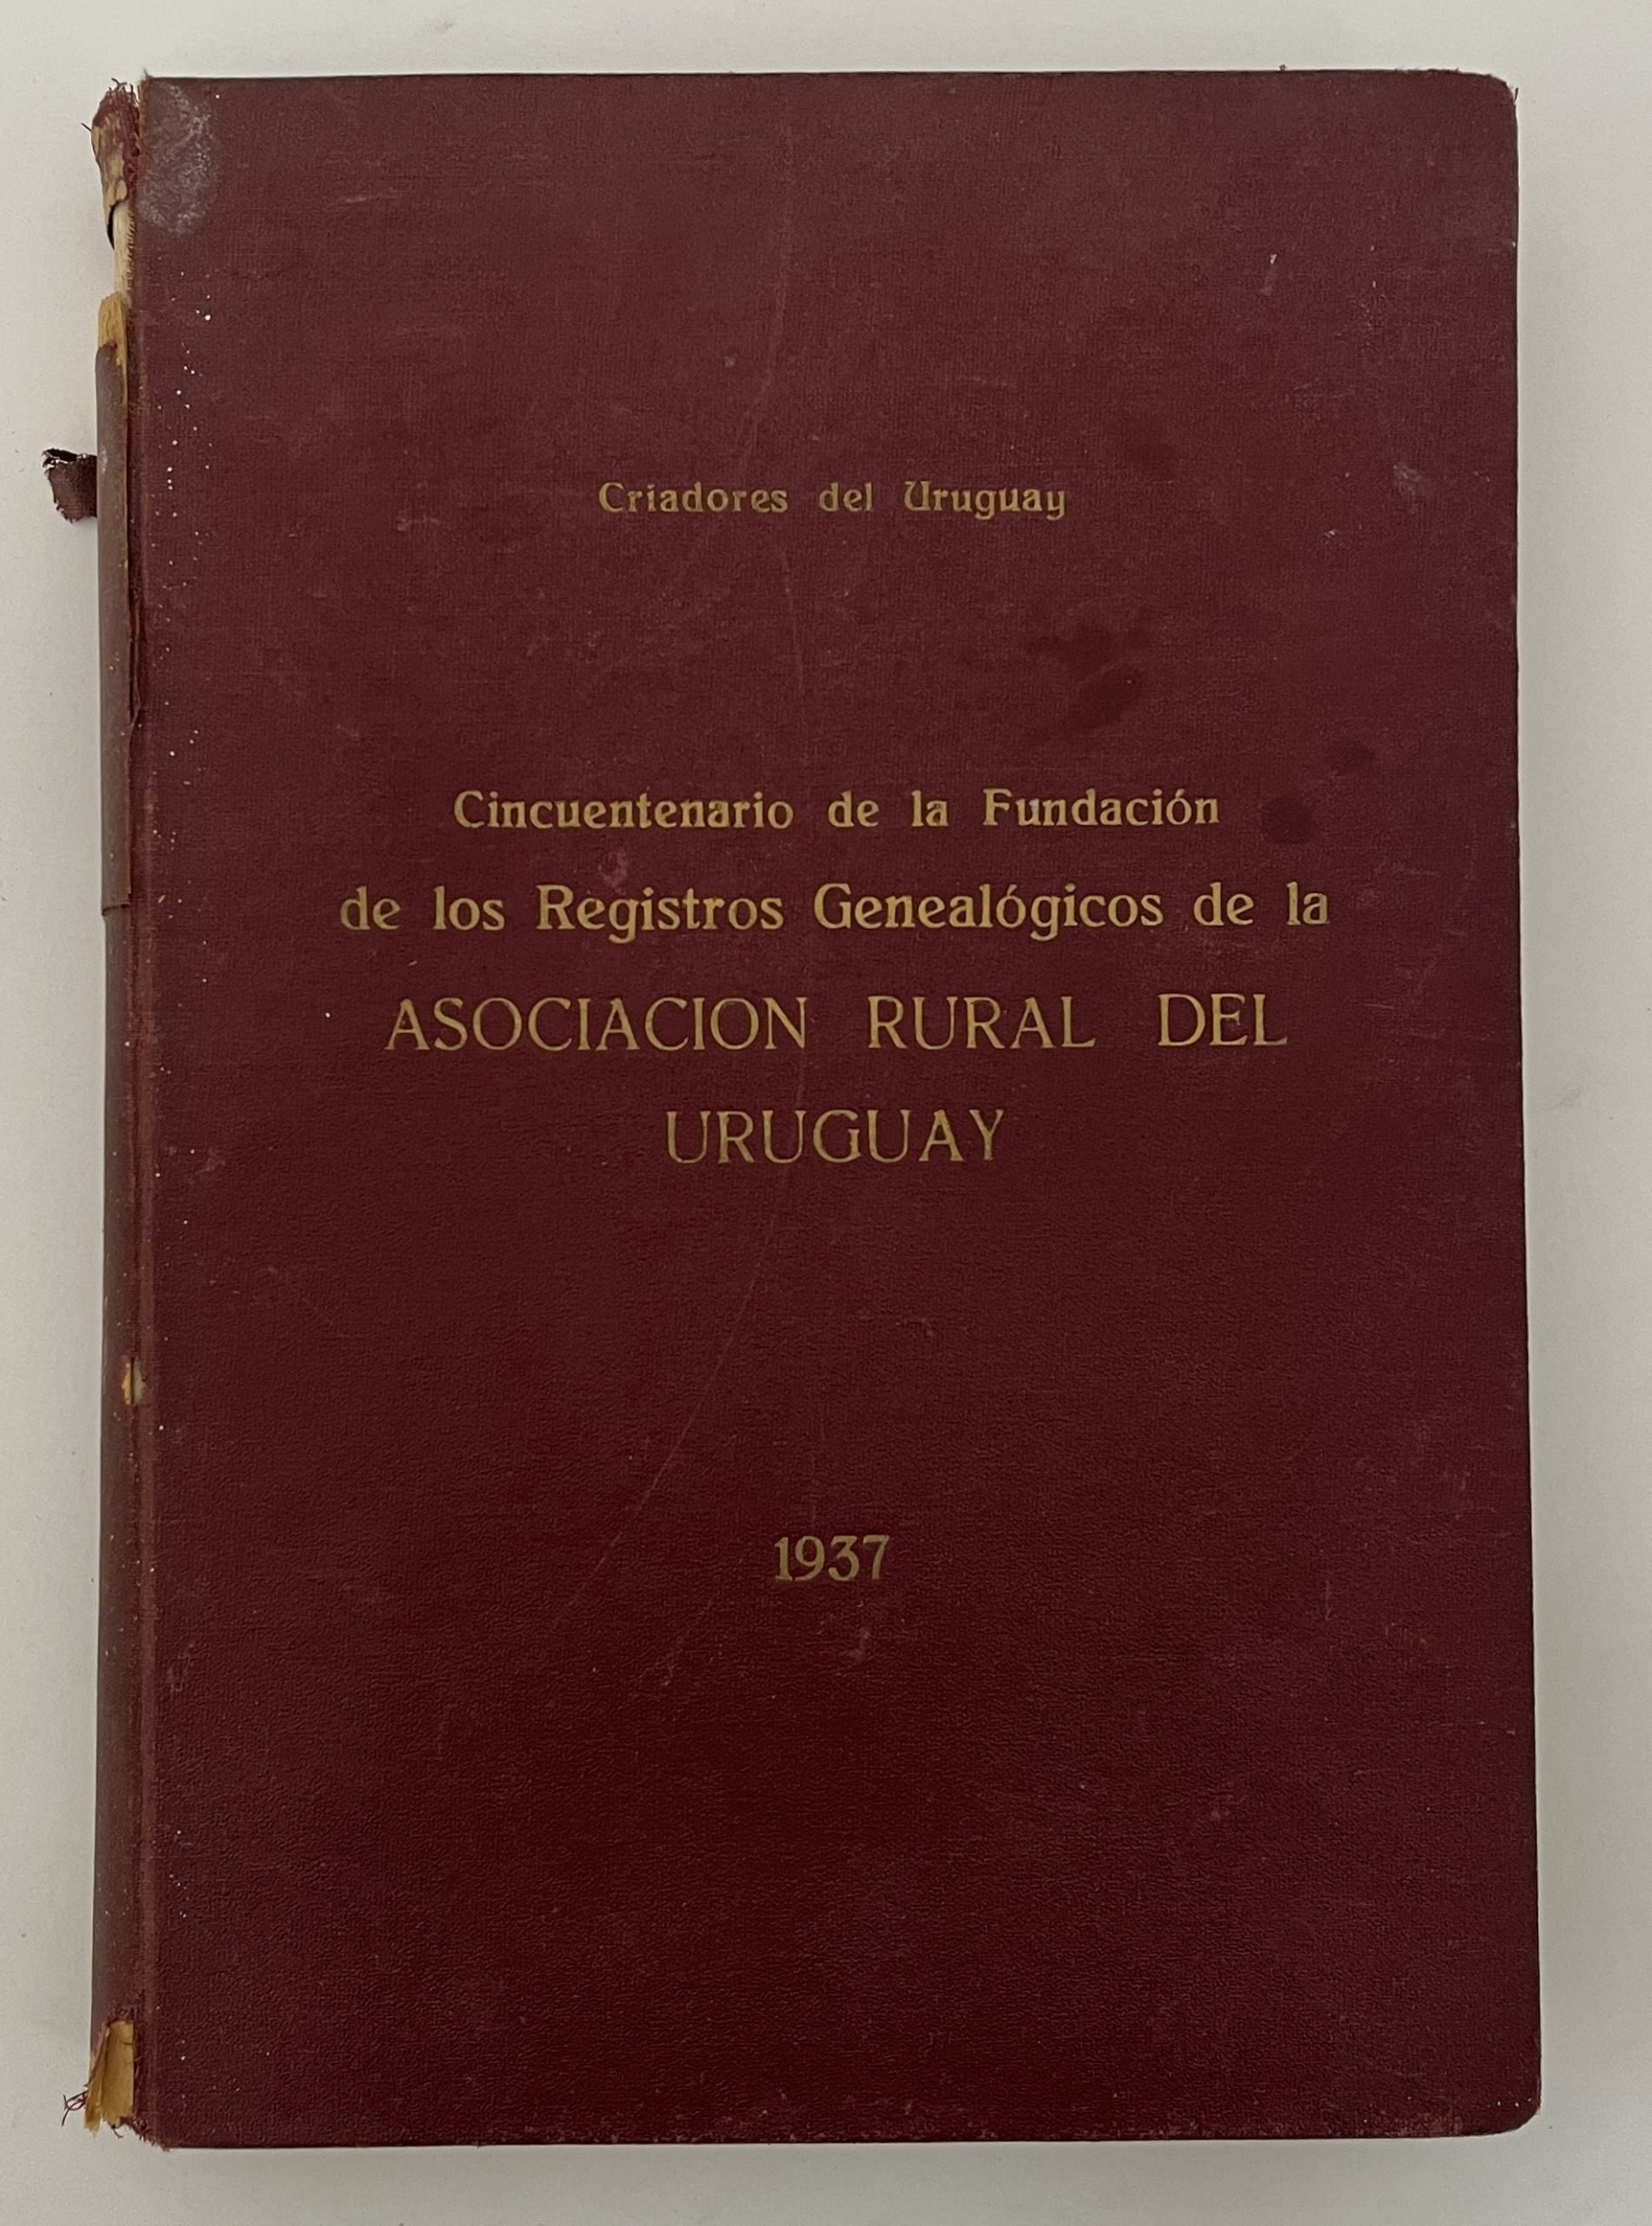 Criadores del Uruguay
Cincuentenario de la Fundación
de los Registros Genealógicos de la
ASOCIACION RURAL DEL
URUGUAY
1937